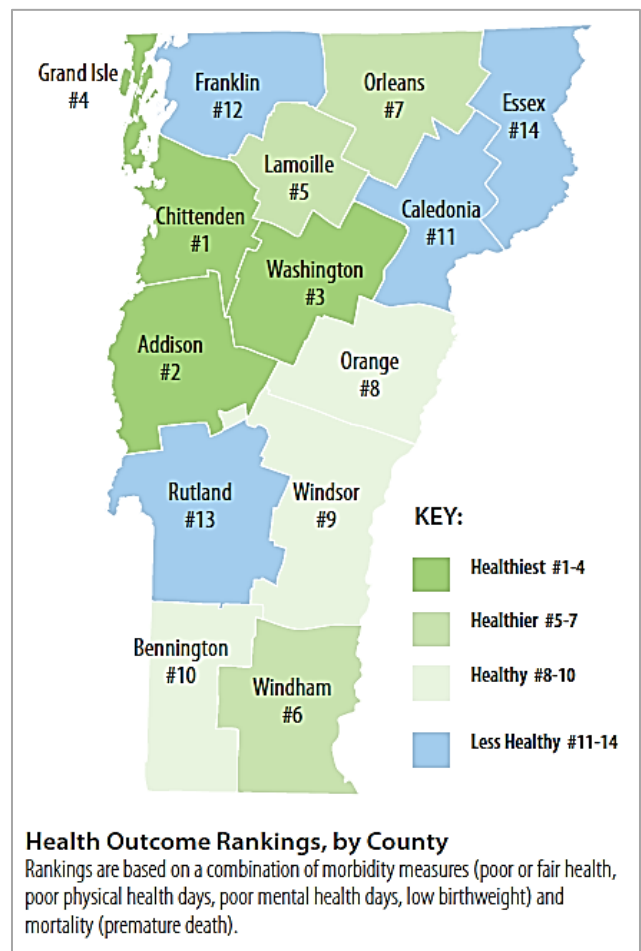 Grand Isle
#4
Franklin
#12
Orleans
#7
Essex
#14
Lamoille
#5
Chittenden
#1
Caledonia
#11
Washington
#3
Addison
#2
Orange
#8
Rutland
#13
Windsor
#9
Bennington
#10
Windham
#6
KEY:
Healthiest #1-4
Healthier #5-7
Healthy #8-10
Less Healthy #11-14
Health Outcome Rankings, by County
Rankings are based on a combination of morbidity measures (poor or fair health,
poor physical health days, poor mental health days, low birthweight) and
mortality (premature death).